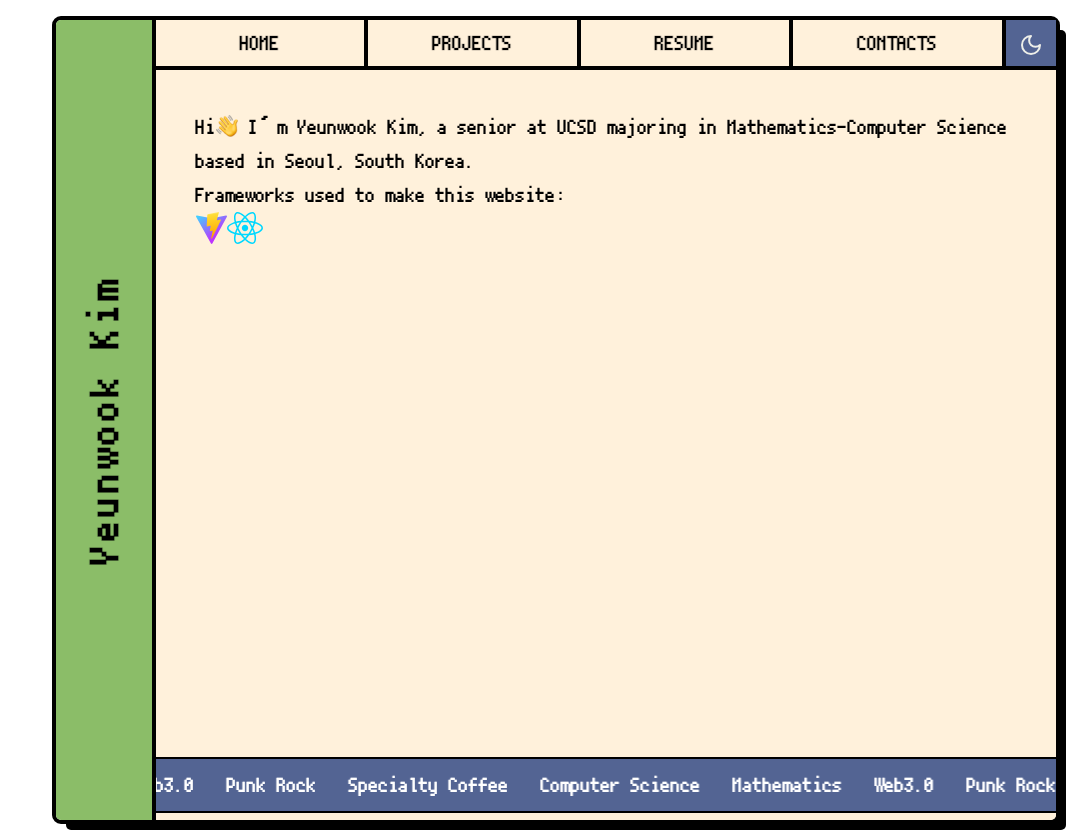 Yeunwook Kim
HOME
PROJECTS
RESUME
CONTACTS
Hi👋 I´m Yeunwook Kim, a senior at UCSD majoring in Mathematics-Computer Science
based in Seoul, South Korea.
Frameworks used to make this website:
b3.0 Punk Rock Specialty Coffee Computer Science Mathematics Web3.0 Punk Rock